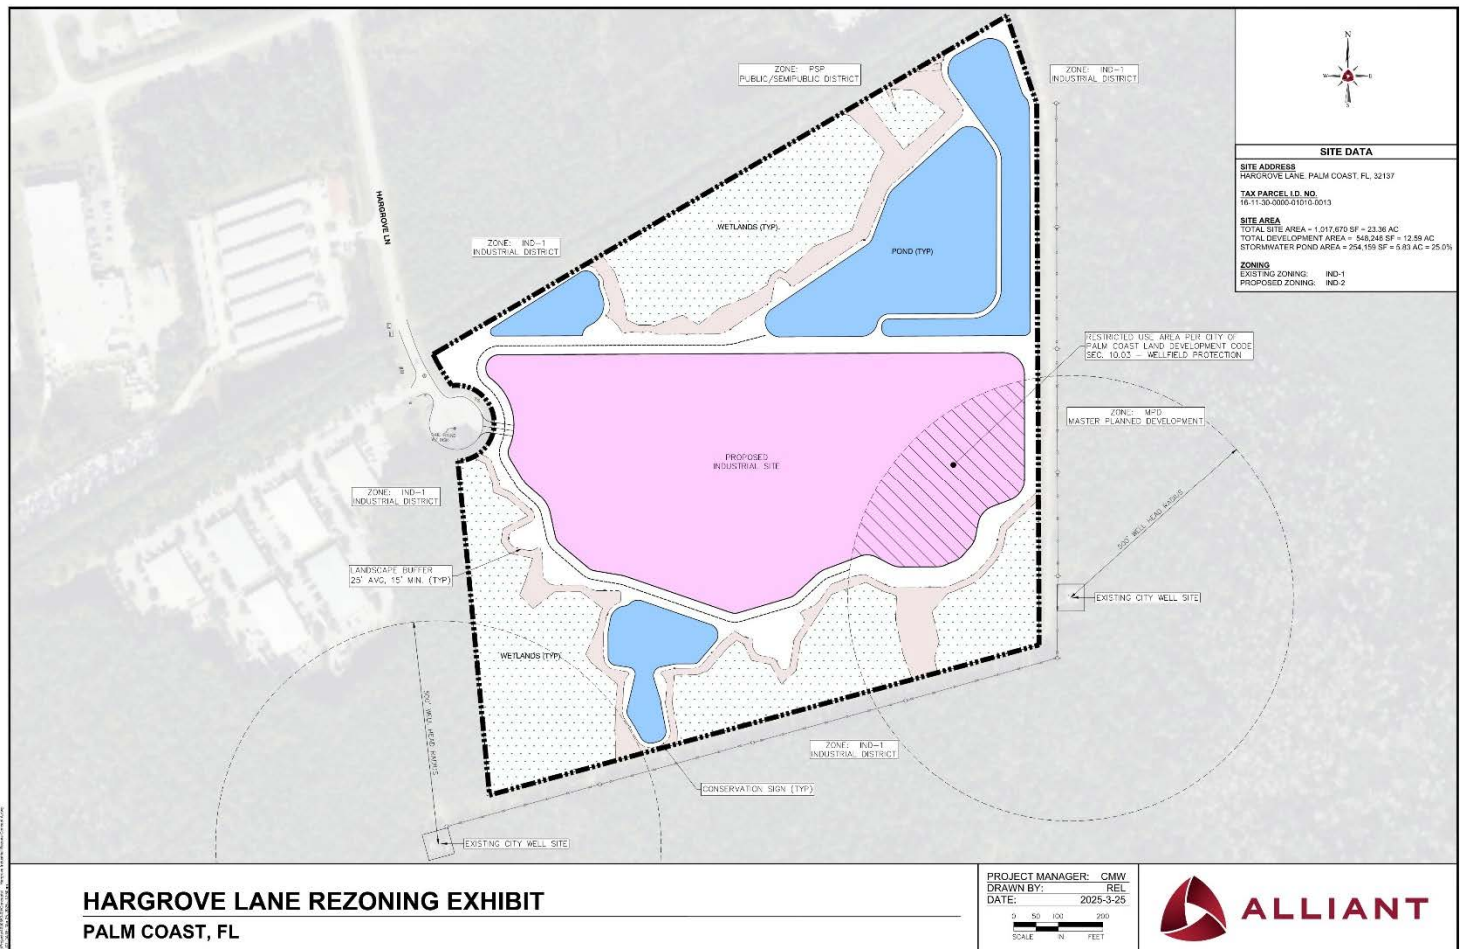 ZONE: PSP
PUBLIC/SEMIPUBLIC DISTRICT
ZONE: IND-1
INDUSTRIAL DISTRICT
N
W
E
S
SITE DATA
SITE ADDRESS
HARGROVE LANE, PALM COAST, FL, 32137
TAX PARCEL I.D. NO.
16-11-30-0000-01010-0013
SITE AREA
TOTAL SITE AREA = 1,017,670 SF = 23.36 AC
TOTAL DEVELOPMENT AREA = 548,248 SF = 12.59 AC
STORMWATER POND AREA = 254,159 SF = 5.83 AC = 25.0%
ZONING
EXISTING ZONING: IND-1
PROPOSED ZONING: IND-2
HARGROVE LN
ZONE: IND-1
INDUSTRIAL DISTRICT
WETLANDS (TYP).
POND (TYP)
RESTRICTED USE AREA PER CITY OF
PALM COAST LAND DEVELOPMENT CODE
SEC. 10.03 - WELLFIELD PROTECTION
ZONE: MPD
MASTER PLANNED DEVELOPMENT
PROPOSED
INDUSTRIAL SITE
ZONE: IND-1
INDUSTRIAL DISTRICT
500' WELL HEAD RADIUS
LANDSCAPE BUFFER
25' AVG, 15' MIN. (TYP)
EXISTING CITY WELL SITE
WETLANDS (TYP)
500' WELL HEAD RADIUS
ZONE: IND-1
INDUSTRIAL DISTRICT
CONSERVATION SIGN (TYP)
EXISTING CITY WELL SITE
HARGROVE LANE REZONING EXHIBIT
PALM COAST, FL
PROJECT MANAGER: CMW
DRAWN BY: REL
DATE: 2025-3-25
0 50 100 200
SCALE IN FEET
ALLIANT